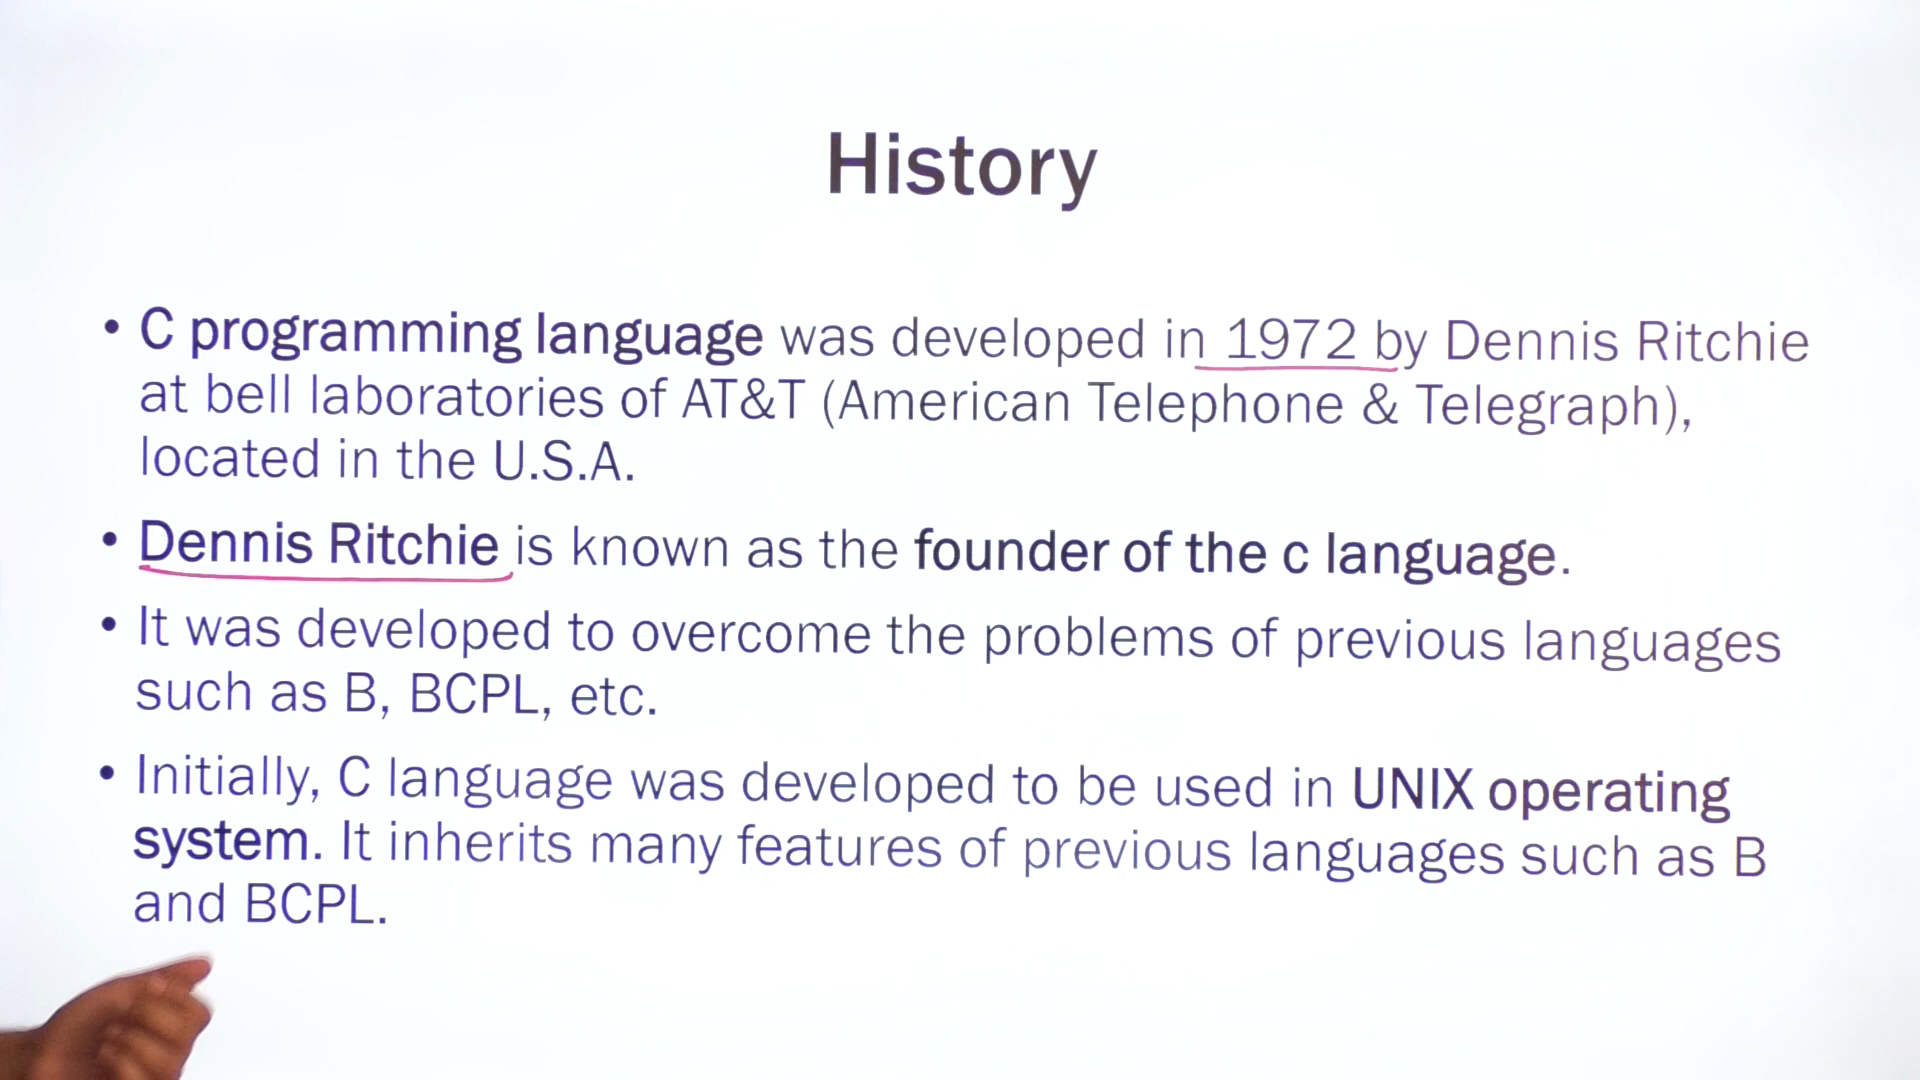 History
• C programming language was developed in 1972 by Dennis Ritchie
at bell laboratories of AT&T (American Telephone & Telegraph),
located in the U.S.A.
• Dennis Ritchie is known as the founder of the c language.
• It was developed to overcome the problems of previous languages
such as B, BCPL, etc.
• Initially, C language was developed to be used in UNIX operating
system. It inherits many features of previous languages such as B
and BCPL.